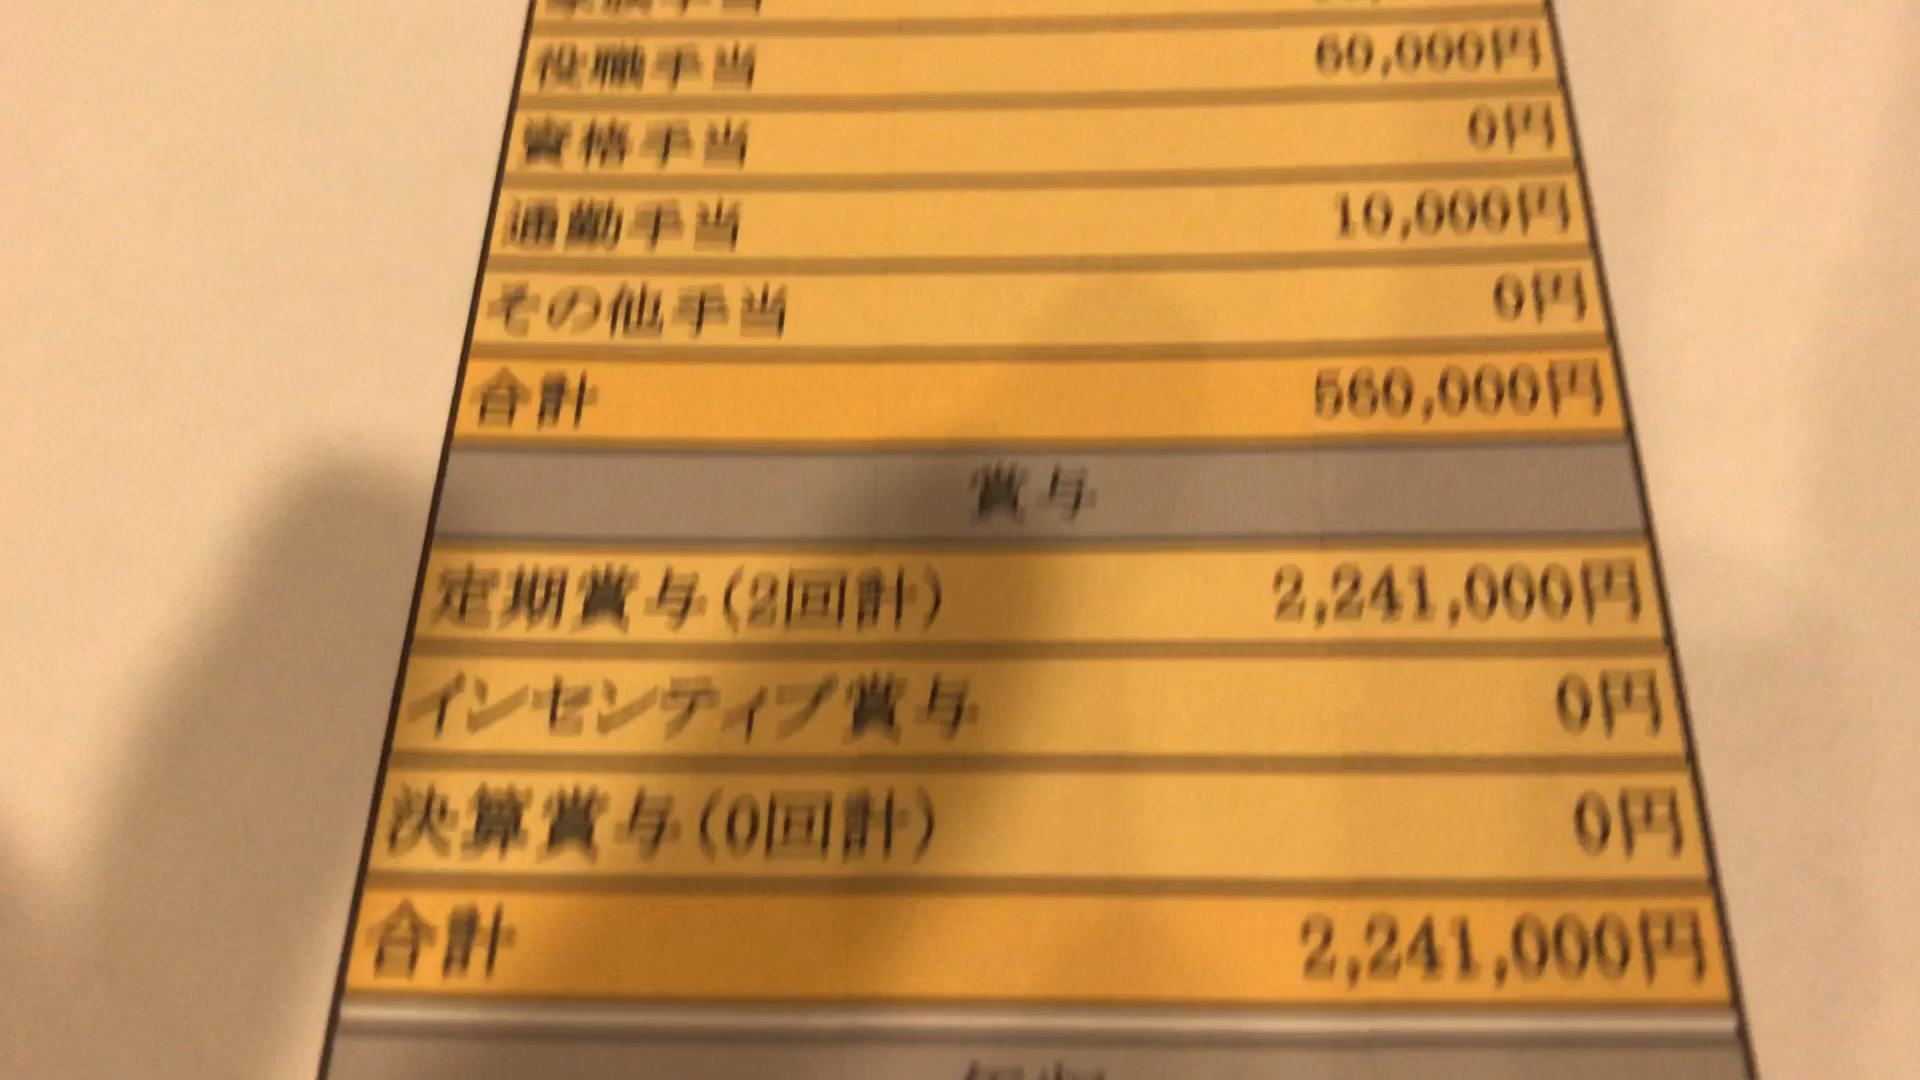 役職手当 60,000円
資格手当 0円
通勤手当 10,000円
その他手当 0円
合計 560,000円
賞与
定期賞与(2回計) 2,241,000円
インセンティブ賞与 0円
決算賞与(0回計) 0円
合計 2,241,000円